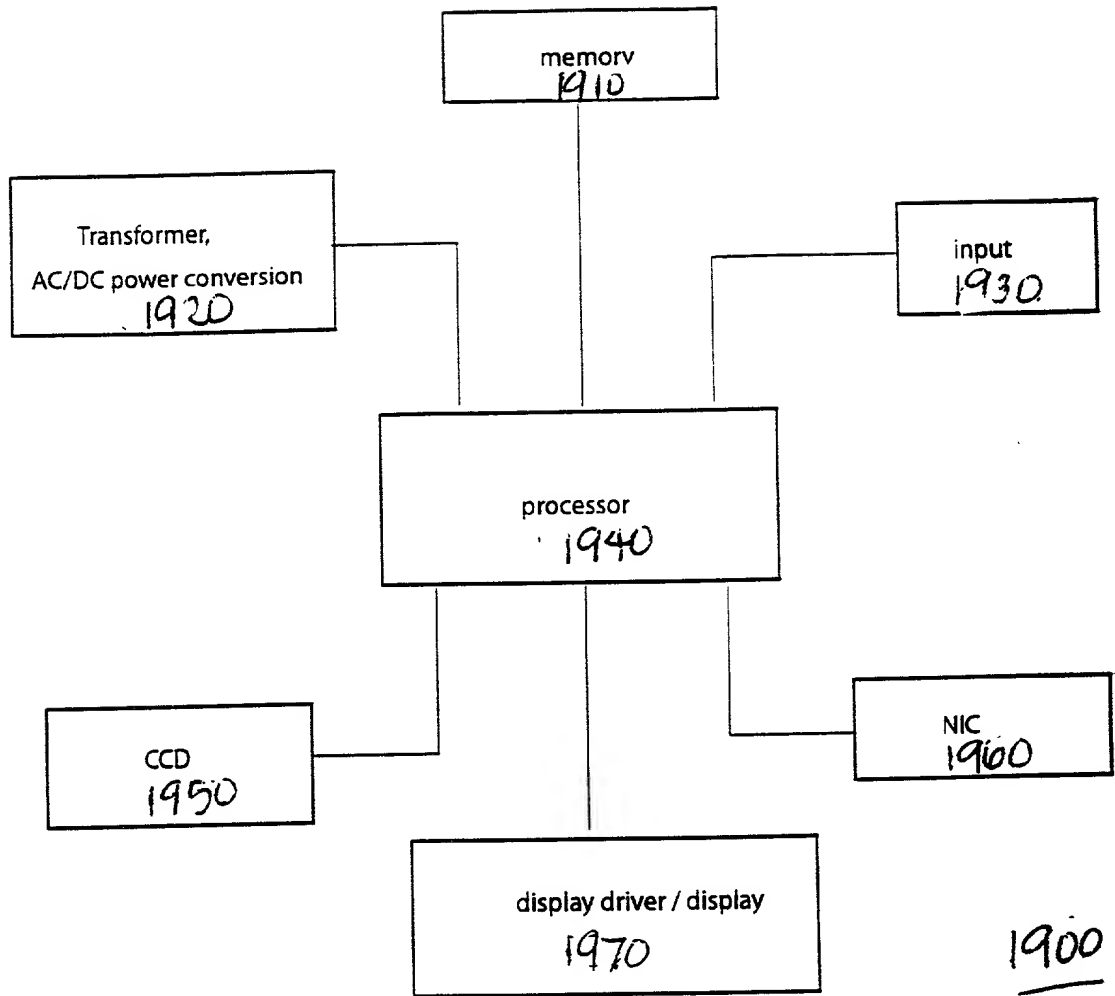 memory
1910
Transformer,
AC/DC power conversion
1920
input
1930
processor
1940
CCD
1950
NIC
1960
display driver / display
1970
1900